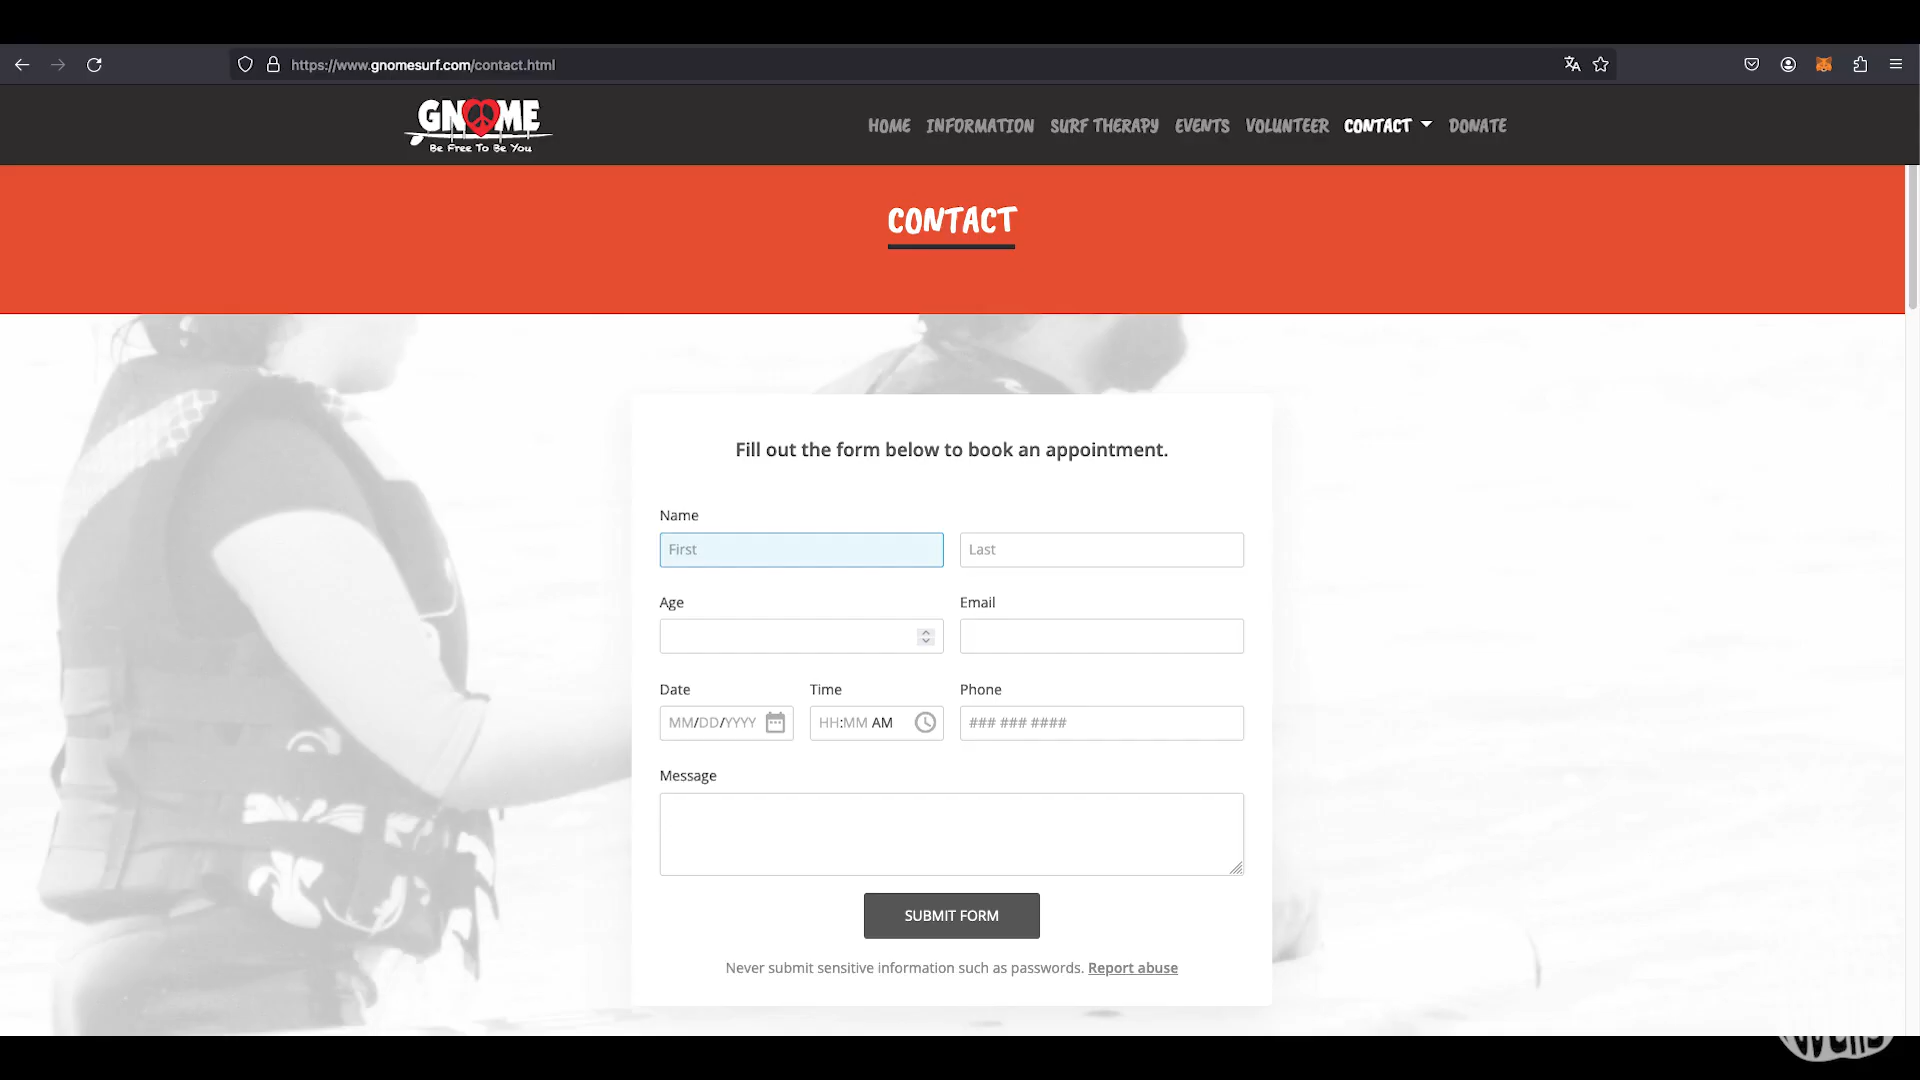 https://www.gnomesurf.com/contact.html
GNOME
Be Free To Be You
HOME INFORMATION SURF THERAPY EVENTS VOLUNTEER CONTACT DONATE
CONTACT
Fill out the form below to book an appointment.
Name
First Last
Age Email
Date Time Phone
MM/DD/YYYY HH:MM AM ### ### ####
Message
SUBMIT FORM
Never submit sensitive information such as passwords. Report abuse